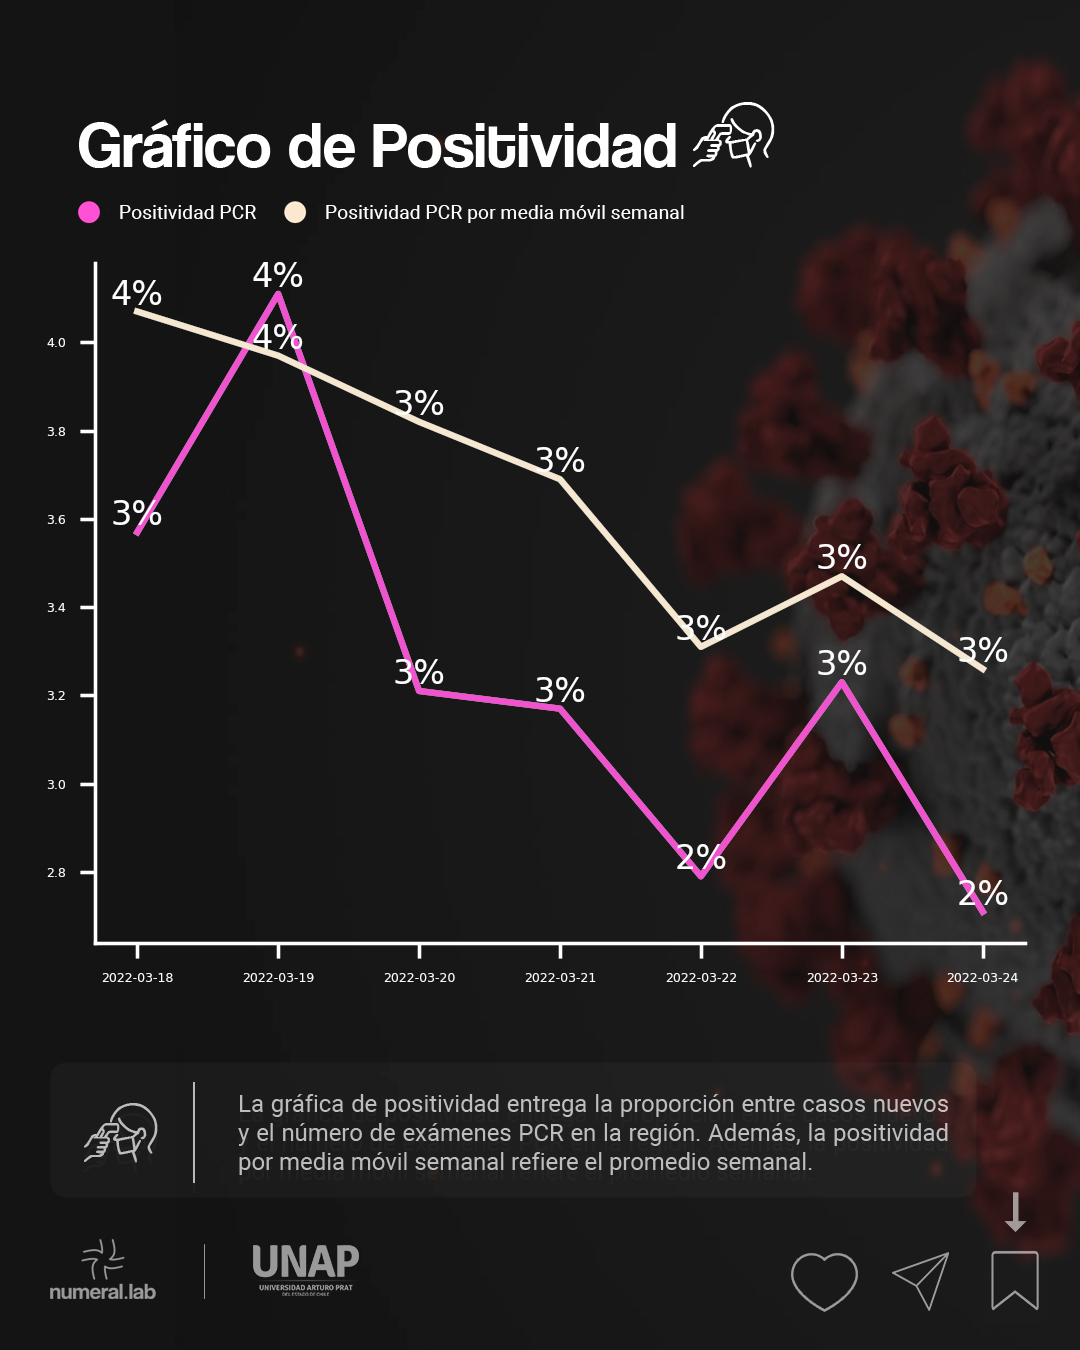 Gráfico de Positividad
Positividad PCR
Positividad PCR por media móvil semanal
4%
4%
4%
3%
3%
3%
3%
3%
3%
3%
3%
3%
2%
2%
4.0
3.8
3.6
3.4
3.2
3.0
2.8
2022-03-18
2022-03-19
2022-03-20
2022-03-21
2022-03-22
2022-03-23
2022-03-24
La gráfica de positividad entrega la proporción entre casos nuevos
y el número de exámenes PCR en la región. Además, la positividad
por media móvil semanal refiere el promedio semanal.
numeral.lab
UNAP
UNIVERSIDAD ARTURO PRAT
DEL ESTADO DE CHILE